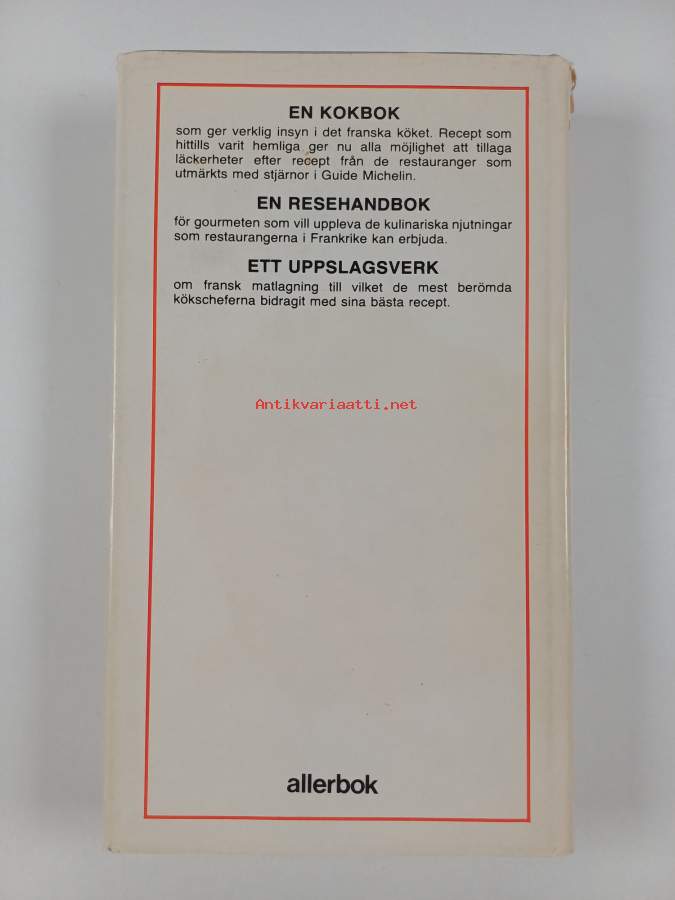 EN KOKBOK
som ger verklig insyn i det franska köket. Recept som
hittills varit hemliga ger nu alla möjlighet att tillaga
läckerheter efter recept från de restauranger som
utmärkts med stjärnor i Guide Michelin.
EN RESEHANDBOK
för gourmeten som vill uppleva de kulinariska njutningar
som restaurangerna i Frankrike kan erbjuda.
ETT UPPSLAGSVERK
om fransk matlagning till vilket de mest berömda
kökscheferna bidragit med sina bästa recept.
Antikvariaatti.net
allerbok